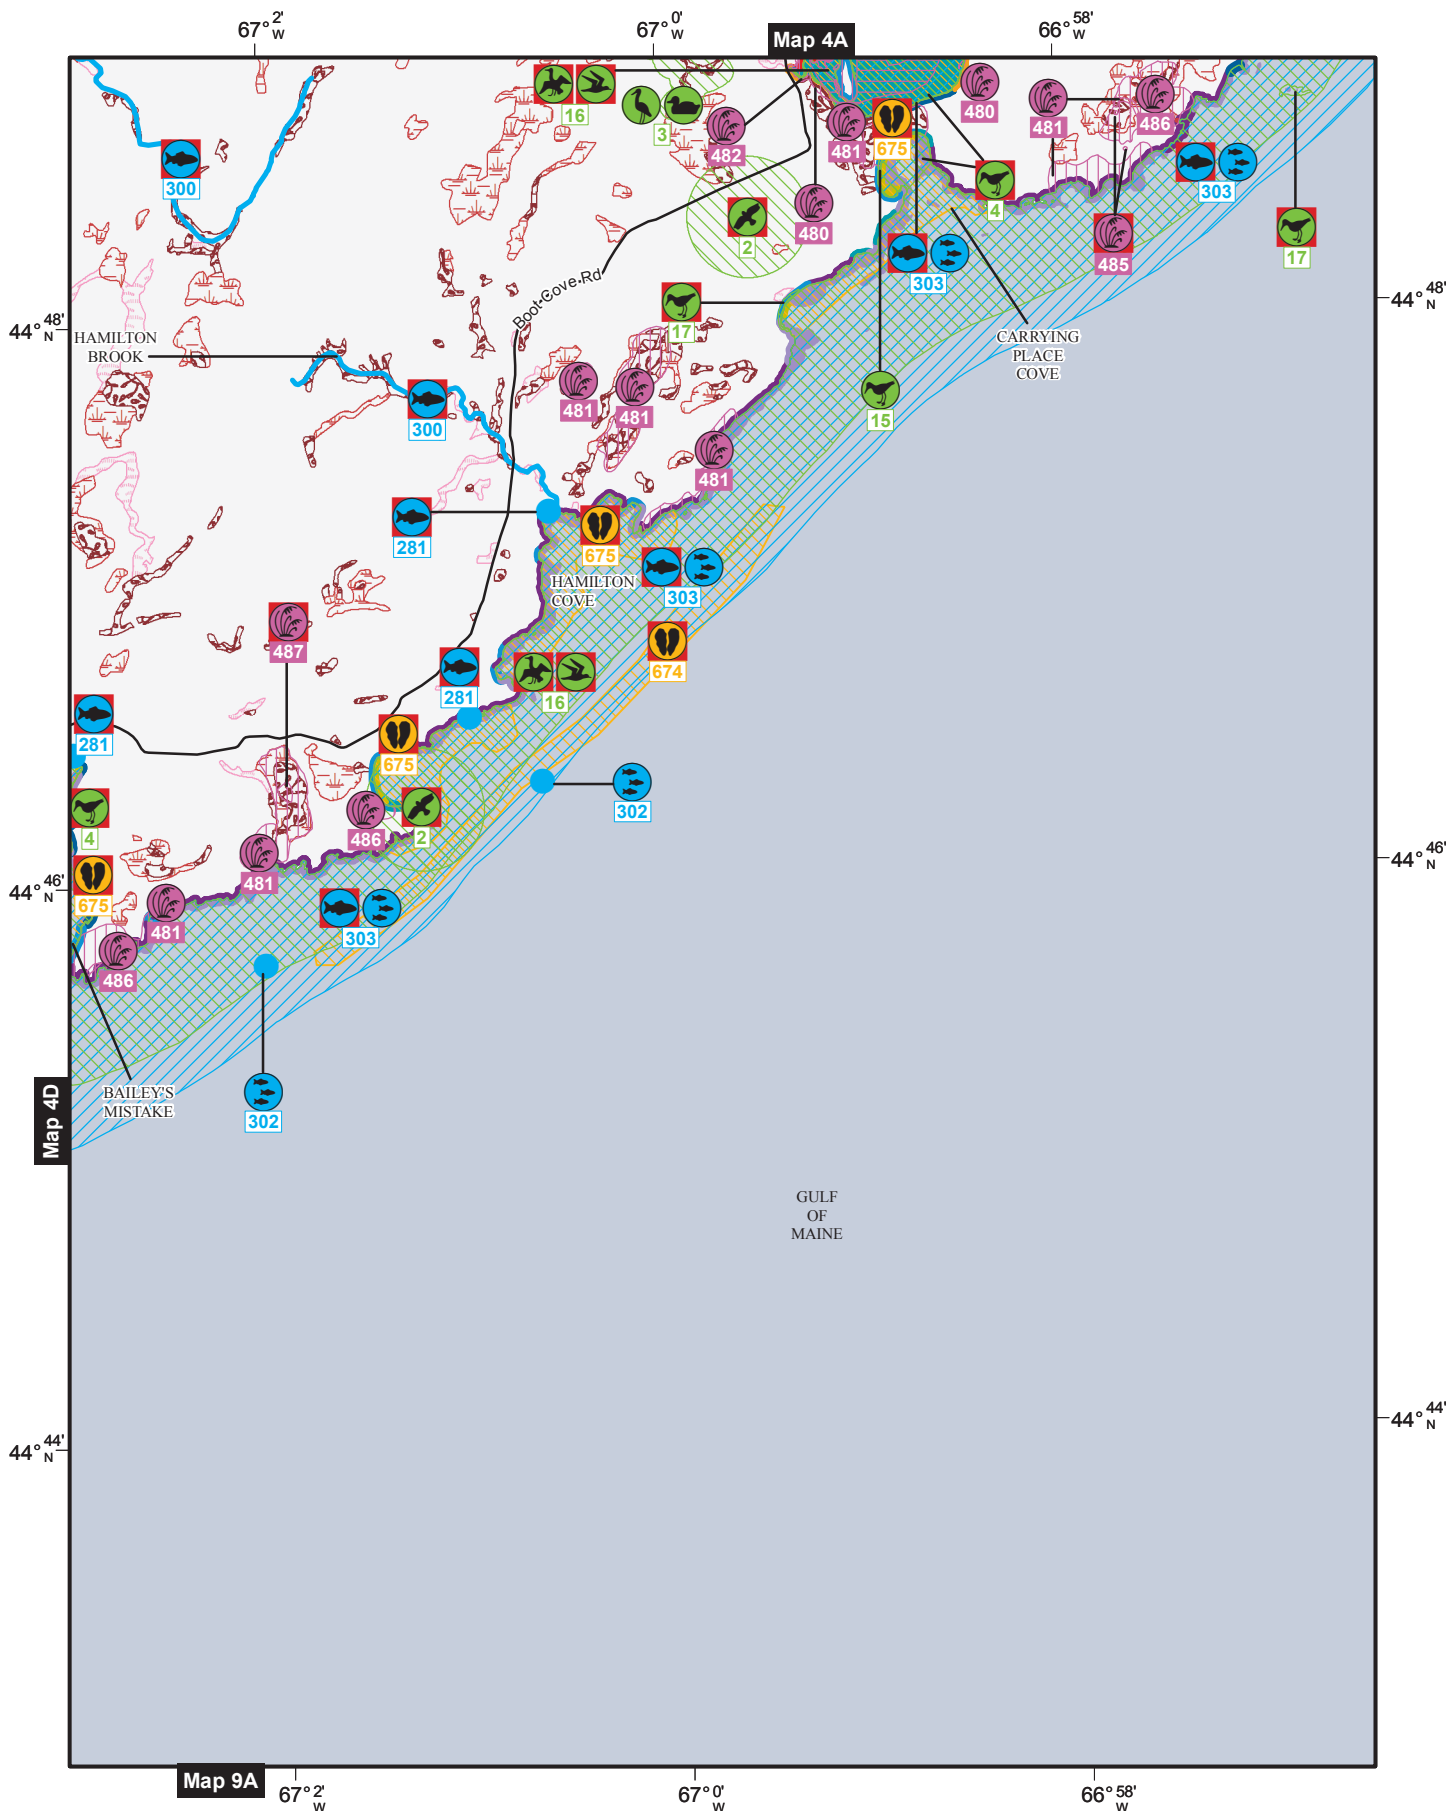 67° 2' W
67° 0' W
Map 4A
66° 58' W
16
3
482
481
675
480
481
486
303
300
2
480
4
485
17
303
17
Boot Cove Rd
44° 48' N
44° 48' N
HAMILTON
BROOK
CARRYING
PLACE
COVE
481
481
15
300
481
281
675
HAMILTON
COVE
303
487
674
281
16
281
675
302
4
486
2
44° 46' N
44° 46' N
481
675
481
303
486
BAILEY'S
MISTAKE
302
Map 4D
GULF
OF
MAINE
44° 44' N
44° 44' N
Map 9A
67° 2' W
67° 0' W
66° 58' W